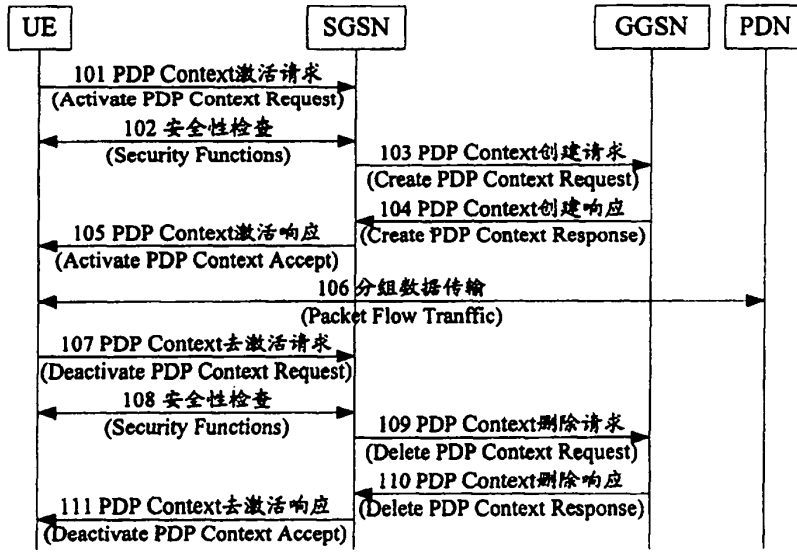 UE SGSN GGSN PDN
101 PDP Context激活请求
(Activate PDP Context Request)
102 安全性检查
(Security Functions)
103 PDP Context创建请求
(Create PDP Context Request)
104 PDP Context创建响应
(Create PDP Context Response)
105 PDP Context激活响应
(Activate PDP Context Accept)
106 分组数据传输
(Packet Flow Tranffic)
107 PDP Context去激活请求
(Deactivate PDP Context Request)
108 安全性检查
(Security Functions)
109 PDP Context删除请求
(Delete PDP Context Request)
110 PDP Context删除响应
(Delete PDP Context Response)
111 PDP Context去激活响应
(Deactivate PDP Context Accept)